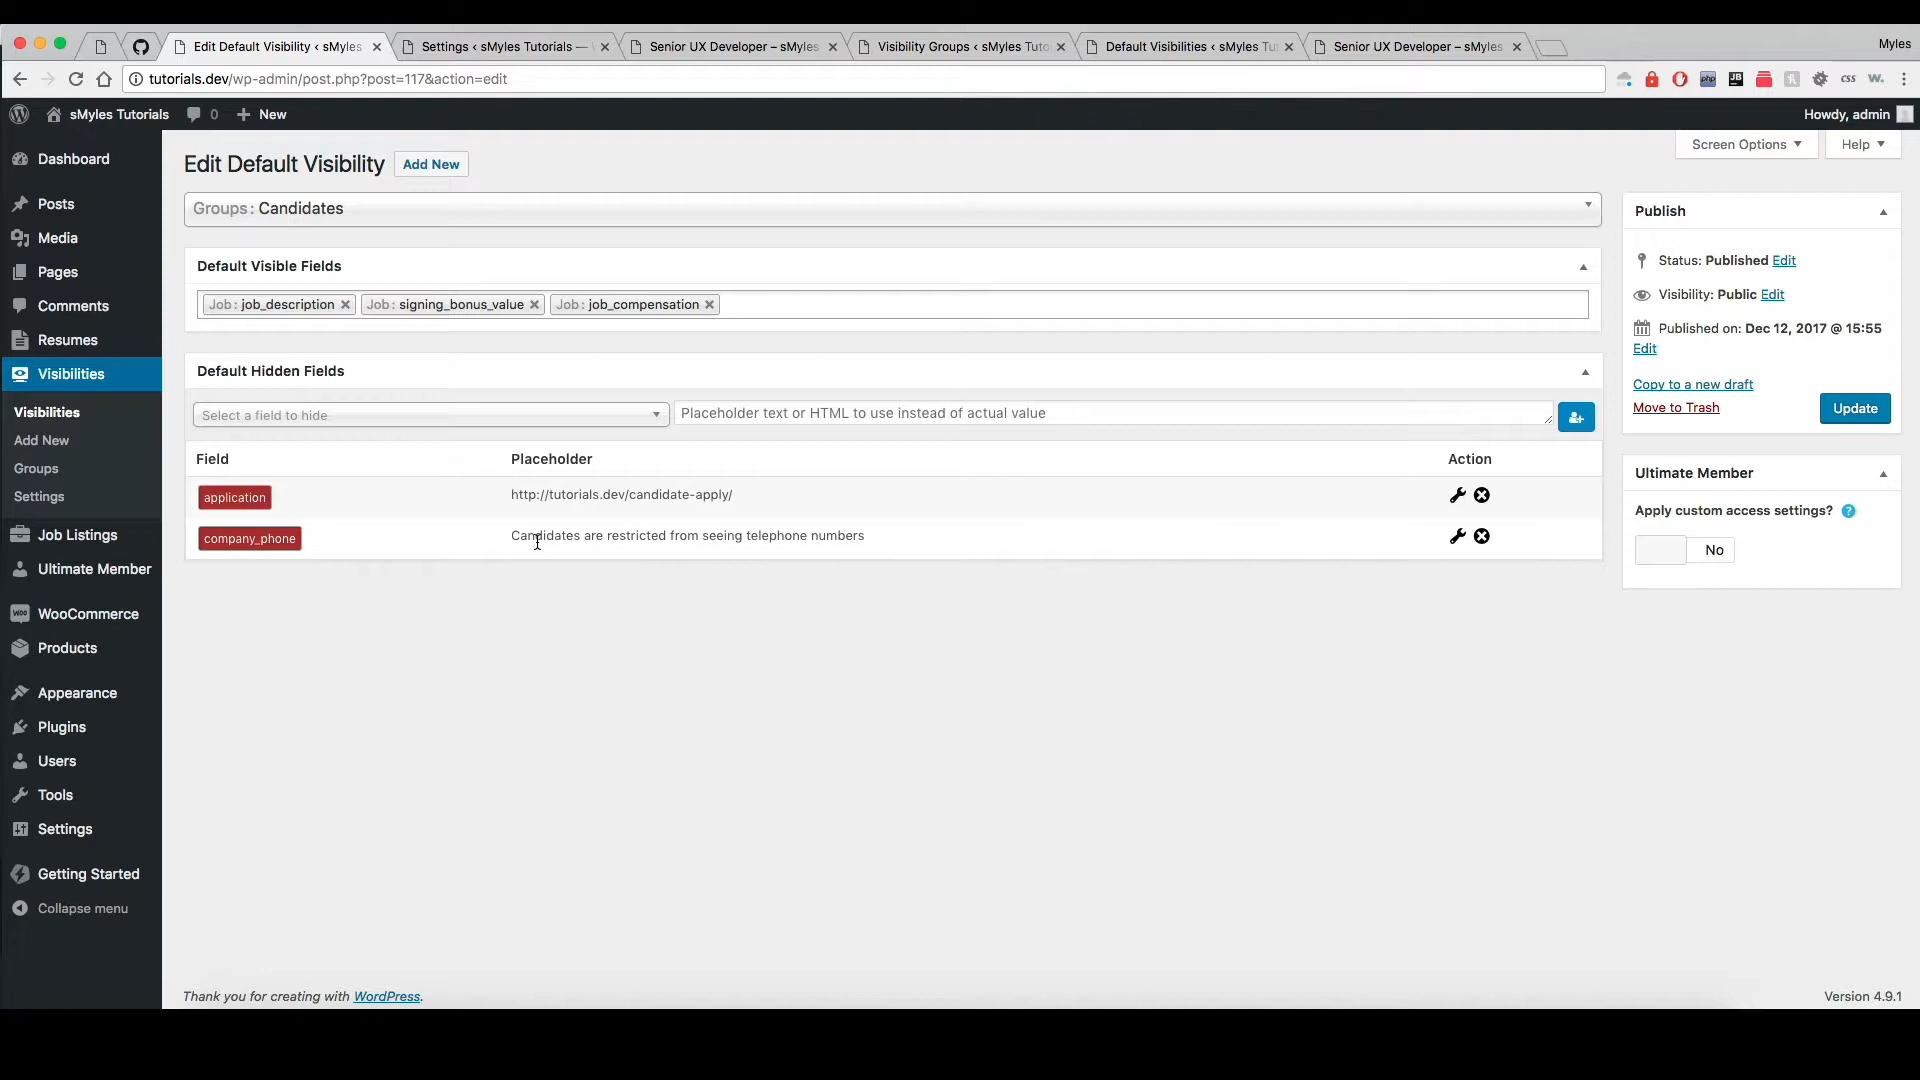 Edit Default Visibility ‹ sMyles
Settings ‹ sMyles Tutorials —
Senior UX Developer – sMyles
Visibility Groups ‹ sMyles Tuto
Default Visibilities ‹ sMyles Tu
Senior UX Developer – sMyles
Myles
tutorials.dev/wp-admin/post.php?post=117&action=edit
php
JB
css
w.
sMyles Tutorials
0
New
Howdy, admin
Dashboard
Posts
Media
Pages
Comments
Resumes
Visibilities
Visibilities
Add New
Groups
Settings
Job Listings
Ultimate Member
WooCommerce
Products
Appearance
Plugins
Users
Tools
Settings
Getting Started
Collapse menu
Screen Options
Help
Edit Default Visibility
Add New
Groups: Candidates
Default Visible Fields
Job: job_description
Job: signing_bonus_value
Job: job_compensation
Default Hidden Fields
Select a field to hide
Placeholder text or HTML to use instead of actual value
Field
Placeholder
Action
application
http://tutorials.dev/candidate-apply/
company_phone
Candidates are restricted from seeing telephone numbers
Publish
Status: Published Edit
Visibility: Public Edit
Published on: Dec 12, 2017 @ 15:55
Edit
Copy to a new draft
Move to Trash
Update
Ultimate Member
Apply custom access settings?
No
Thank you for creating with WordPress.
Version 4.9.1